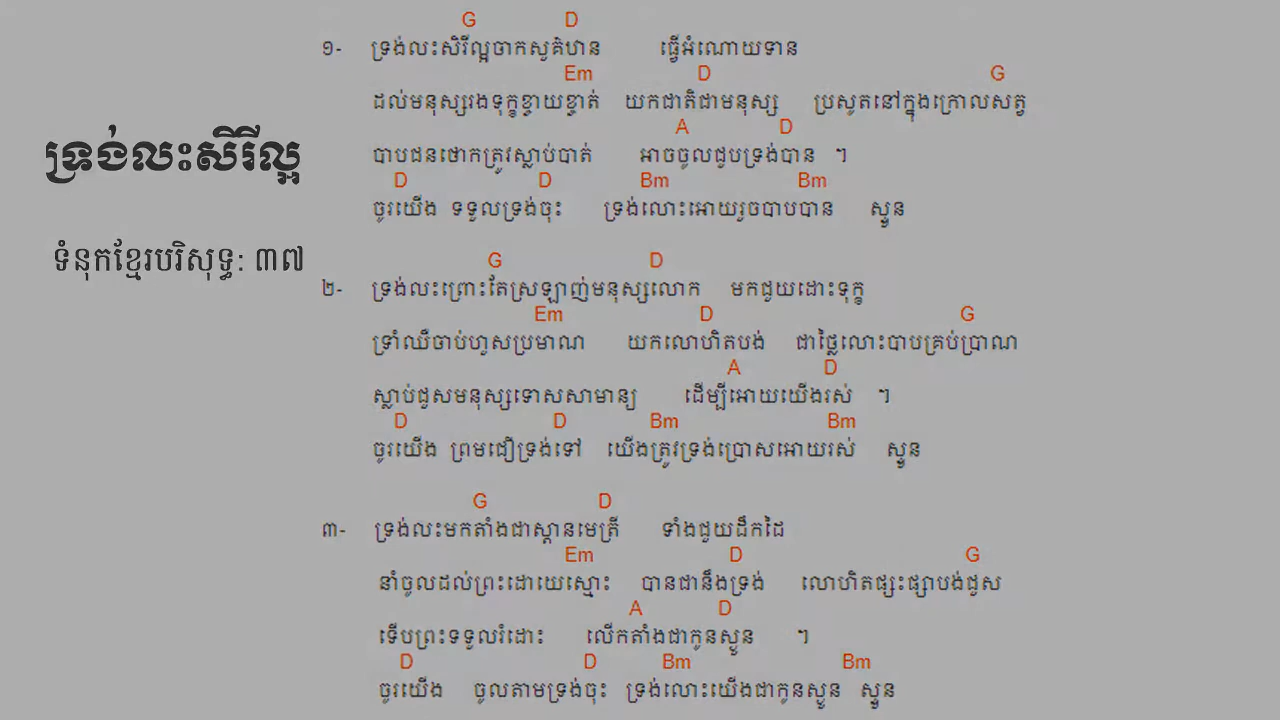 ទ្រង់លះសិរីល្អ
ទំនុកខ្មែរបរិសុទ្ធ: ៣៧
G D
១- ទ្រង់លះសិរីល្អចាកសួគ៌ឋាន ធ្វើអំណោយទាន
Em D G
ដល់មនុស្សរងទុក្ខខ្ចាយខ្ចាត់ យកជាតិជាមនុស្ស ប្រសូតនៅក្នុងក្រោលសត្វ
A D
បាបជនថោកត្រូវស្លាប់បាត់ អាចចូលជួបទ្រង់បាន ។
D D Bm Bm
ចូរយើង ទទួលទ្រង់ចុះ ទ្រង់លោះអោយរួចបាបបាន ស្ងួន
G D
២- ទ្រង់លះព្រោះតែស្រឡាញ់មនុស្សលោក មកជួយដោះទុក្ខ
Em D G
ទ្រាំឈឺចាប់ហួសប្រមាណ យកលោហិតបង់ ជាថ្លៃលោះបាបគ្រប់ប្រាណ
A D
ស្លាប់ជួសមនុស្សទោសសាមាន្យ ដើម្បីអោយយើងរស់ ។
D D Bm Bm
ចូរយើង ព្រមជឿទ្រង់ទៅ យើងត្រូវទ្រង់ប្រោសអោយរស់ ស្ងួន
G D
៣- ទ្រង់លះមកតាំងជាស្ពានមេត្រី ទាំងជួយដឹកដៃ
Em D G
នាំចូលដល់ព្រះដោយស្មោះ បានជានឹងទ្រង់ លោហិតផ្សះផ្សាបង់ជួស
A D
ទើបព្រះទទួលរំដោះ លើកតាំងជាកូនស្ងួន ។
D D Bm Bm
ចូរយើង ចូលតាមទ្រង់ចុះ ទ្រង់លោះយើងជាកូនស្ងួន ស្ងួន